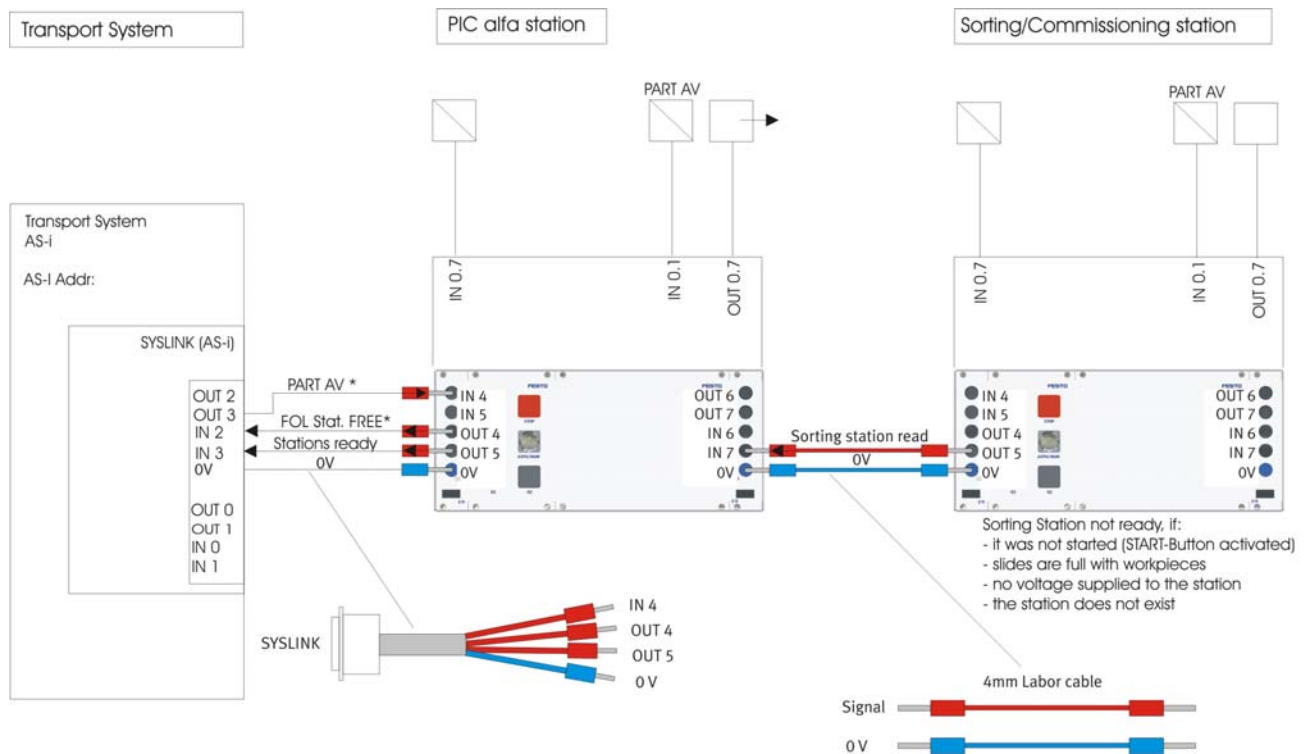 Transport System
PIC alfa station
Sorting/Commissioning station
PART AV
PART AV
Transport System
AS-i
AS-I Addr:
IN 0.7
IN 0.1
OUT 0.7
IN 0.7
IN 0.1
OUT 0.7
SYSLINK (AS-i)
OUT 2
OUT 3
IN 2
IN 3
0V
OUT 0
OUT 1
IN 0
IN 1
PART AV *
FOL Stat. FREE*
Stations ready
0V
FESTO
IN 4
IN 5
OUT 4
OUT 5
0V
FESTO
OUT 6
OUT 7
IN 6
IN 7
0V
Sorting station read
0V
FESTO
IN 4
IN 5
OUT 4
OUT 5
0V
FESTO
OUT 6
OUT 7
IN 6
IN 7
0V
Sorting Station not ready, if:
- it was not started (START-Button activated)
- slides are full with workpieces
- no voltage supplied to the station
- the station does not exist
SYSLINK
IN 4
OUT 4
OUT 5
0 V
4mm Labor cable
Signal
0 V